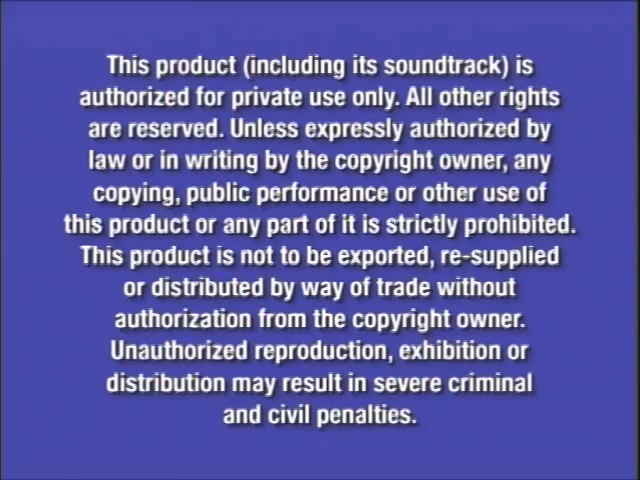 This product (including its soundtrack) is
authorized for private use only. All other rights
are reserved. Unless expressly authorized by
law or in writing by the copyright owner, any
copying, public performance or other use of
this product or any part of it is strictly prohibited.
This product is not to be exported, re-supplied
or distributed by way of trade without
authorization from the copyright owner.
Unauthorized reproduction, exhibition or
distribution may result in severe criminal
and civil penalties.